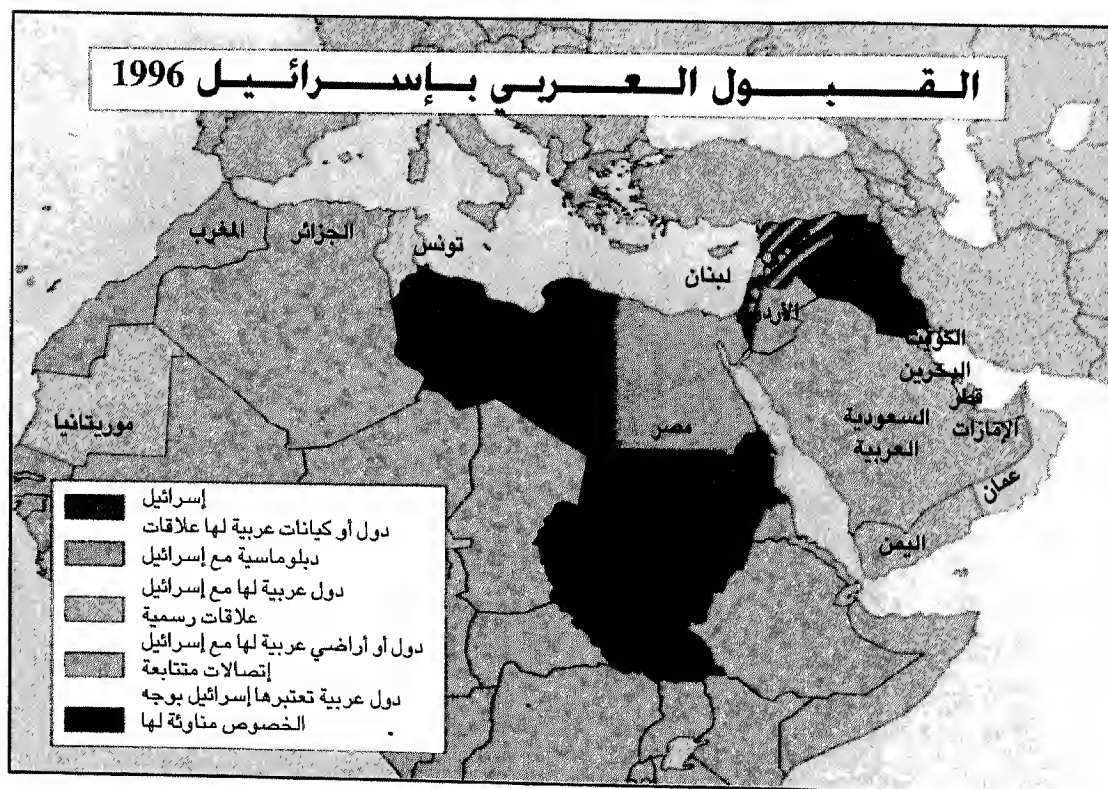 القبول العربي بإسرائيل 1996
المغرب
الجزائر
تونس
لبنان
الأردن
الكويت
البحرين
قطر
موريتانيا
مصر
السعودية
العربية
الإمارات
عمان
اليمن
إسرائيل
دول أو كيانات عربية لها علاقات
دبلوماسية مع إسرائيل
دول عربية لها مع إسرائيل
علاقات رسمية
دول أو أراضي عربية لها مع إسرائيل
إتصالات متتابعة
دول عربية تعتبرها إسرائيل بوجه
الخصوص مناوئة لها